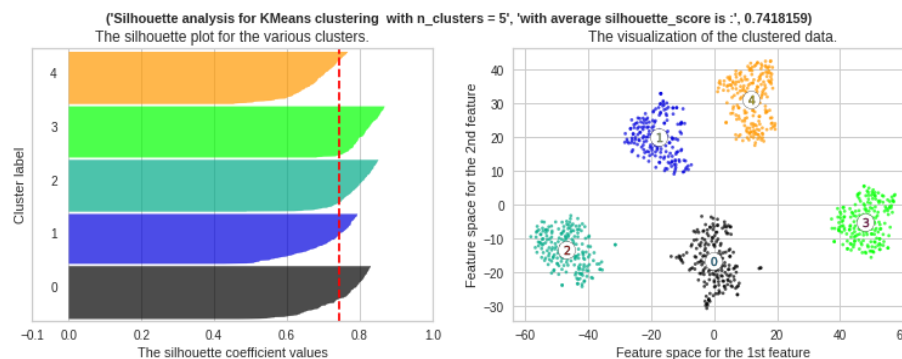 ('Silhouette analysis for KMeans clustering  with n_clusters = 5', 'with average silhouette_score is :', 0.7418159)
The silhouette plot for the various clusters.
Cluster label
4
3
2
1
0
−0.1 0.0 0.2 0.4 0.6 0.8 1.0
The silhouette coefficient values
The visualization of the clustered data.
Feature space for the 2nd feature
40
30
20
10
0
−10
−20
−30
4
1
3
2
0
−60 −40 −20 0 20 40 60
Feature space for the 1st feature